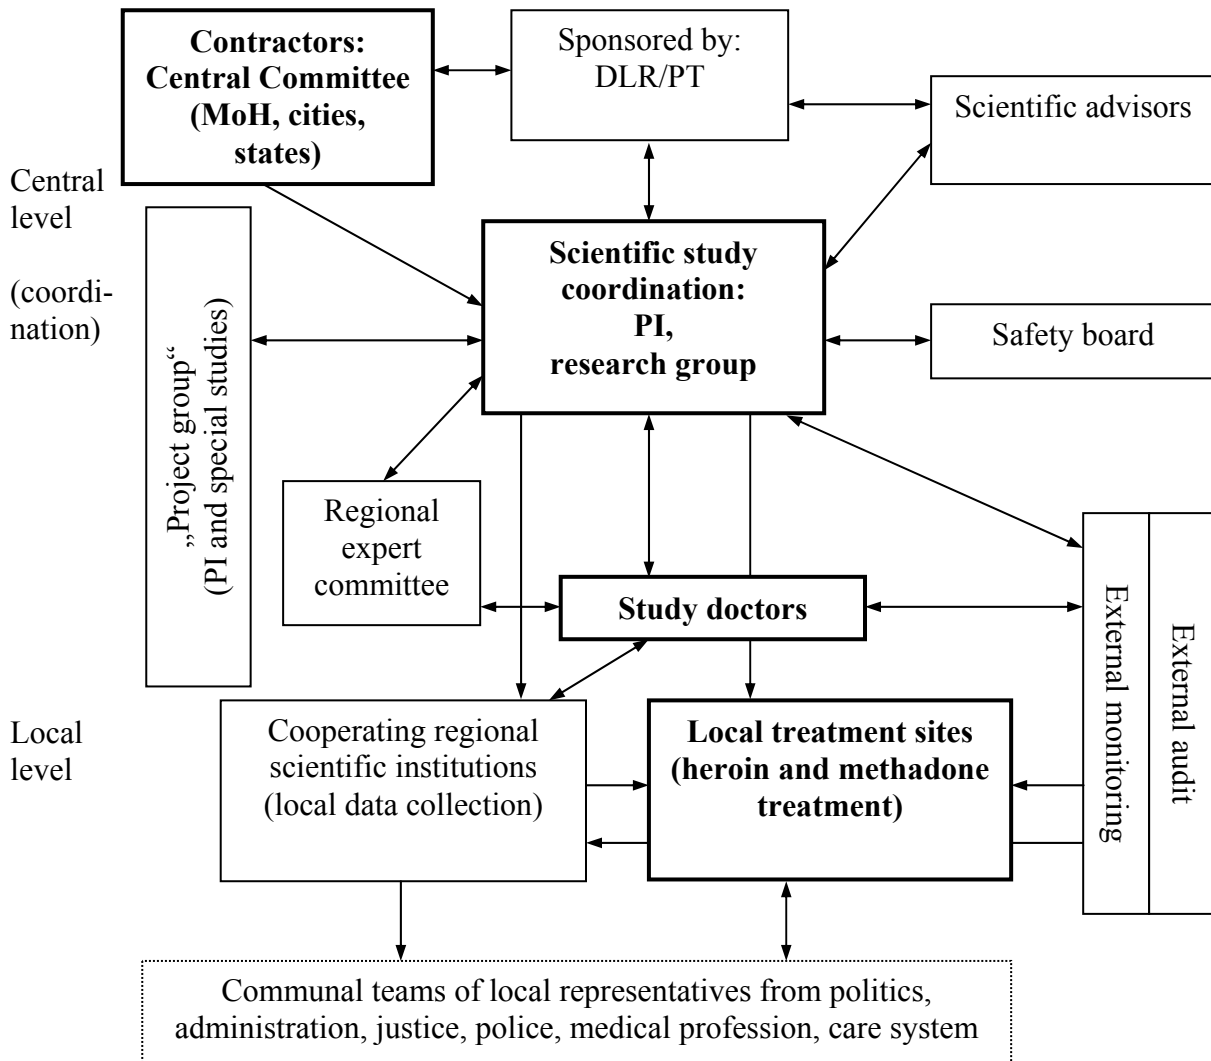 Contractors:
Central Committee
(MoH, cities,
states)
Sponsored by:
DLR/PT
Scientific advisors
Central
level
(coordi-
nation)
„Project group“
(PI and special studies)
Scientific study
coordination:
PI,
research group
Safety board
Regional
expert
committee
Study doctors
External monitoring
External audit
Local
level
Cooperating regional
scientific institutions
(local data collection)
Local treatment sites
(heroin and methadone
treatment)
Communal teams of local representatives from politics,
administration, justice, police, medical profession, care system